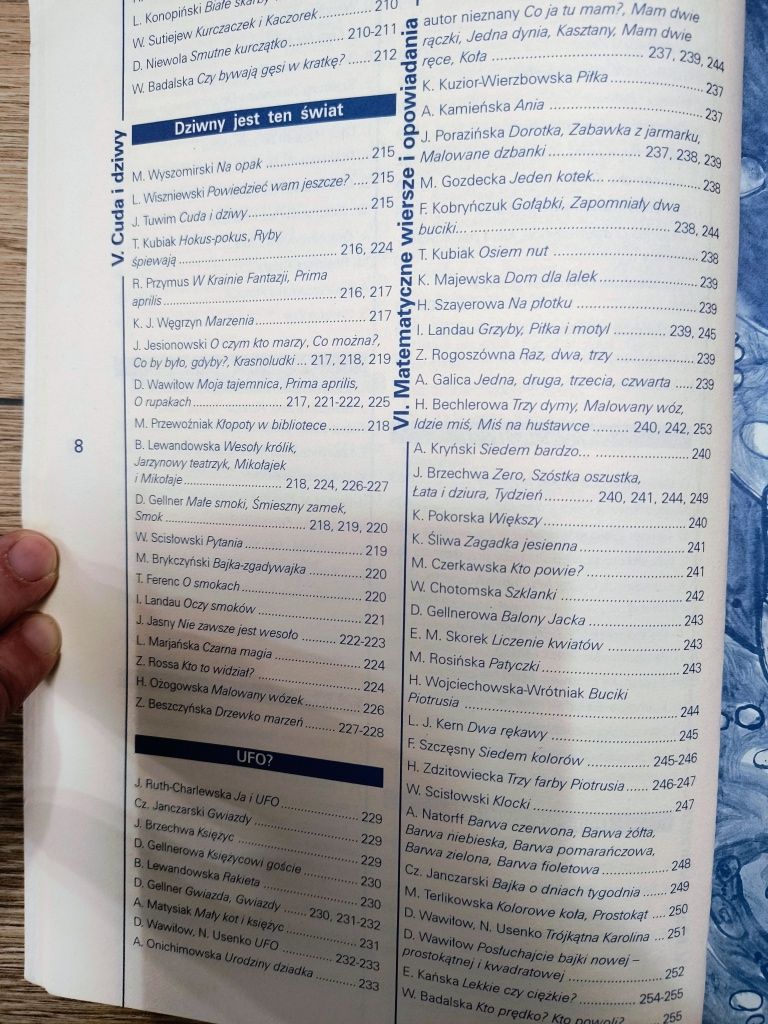 L. Konopiński Białe skarby
W. Sutiejew Kurczaczek i Kaczorek .......... 210
D. Niewola Smutne kurczątko .......... 210-211
W. Badalska Czy bywają gęsi w kratkę? ...... 212
Dziwny jest ten świat
V. Cuda i dziwy
M. Wyszomirski Na opak .......... 215
L. Wiszniewski Powiedzieć wam jeszcze? .... 215
J. Tuwim Cuda i dziwy .......... 215
T. Kubiak Hokus-pokus, Ryby
śpiewają .......... 216, 224
R. Przymus W Krainie Fantazji, Prima
aprilis .......... 216, 217
K. J. Węgrzyn Marzenia .......... 217
J. Jesionowski O czym kto marzy, Co można?,
Co by było, gdyby?, Krasnoludki ... 217, 218, 219
D. Wawiłow Moja tajemnica, Prima aprilis,
O rupakach .......... 217, 221-222, 225
M. Przewoźniak Kłopoty w bibliotece .......... 218
B. Lewandowska Wesoły królik,
Jarzynowy teatrzyk, Mikołajek
i Mikołaje .......... 218, 224, 226-227
D. Gellner Małe smoki, Śmieszny zamek,
Smok .......... 218, 219, 220
W. Scisłowski Pytania .......... 219
M. Brykczyński Bajka-zgadywajka .......... 220
T. Ferenc O smokach .......... 220
I. Landau Oczy smoków .......... 221
J. Jasny Nie zawsze jest wesoło .......... 222-223
L. Marjańska Czarna magia .......... 224
Z. Rossa Kto to widział? .......... 224
H. Ożogowska Malowany wózek .......... 226
Z. Beszczyńska Drzewko marzeń .......... 227-228
UFO?
J. Ruth-Charlewska Ja i UFO .......... 229
Cz. Janczarski Gwiazdy .......... 229
J. Brzechwa Księżyc .......... 229
D. Gellnerowa Księżycowi goście .......... 230
B. Lewandowska Rakieta .......... 230
D. Gellner Gwiazda, Gwiazdy ....... 230, 231-232
A. Matysiak Mały kot i księżyc .......... 231
D. Wawiłow, N. Usenko UFO .......... 232-233
A. Onichimowska Urodziny dziadka .......... 233
8
VI. Matematyczne wiersze i opowiadania
autor nieznany Co ja tu mam?, Mam dwie
rączki, Jedna dynia, Kasztany, Mam dwie
ręce, Koła .......... 237, 239, 244
K. Kuzior-Wierzbowska Piłka .......... 237
A. Kamieńska Ania .......... 237
J. Porazińska Dorotka, Zabawka z jarmarku,
Malowane dzbanki .......... 237, 238, 239
M. Gozdecka Jeden kotek... .......... 238
F. Kobryńczuk Gołąbki, Zapomniały dwa
buciki... .......... 238, 244
T. Kubiak Osiem nut .......... 238
K. Majewska Dom dla lalek .......... 239
H. Szayerowa Na płotku .......... 239
I. Landau Grzyby, Piłka i motyl .......... 239, 245
Z. Rogoszówna Raz, dwa, trzy .......... 239
A. Galica Jedna, druga, trzecia, czwarta ..... 239
H. Bechlerowa Trzy dymy, Malowany wóz,
Idzie miś, Miś na huśtawce ......... 240, 242, 253
A. Kryński Siedem bardzo... .......... 240
J. Brzechwa Zero, Szóstka oszustka,
Łata i dziura, Tydzień .......... 240, 241, 244, 249
K. Pokorska Większy .......... 240
K. Śliwa Zagadka jesienna .......... 241
M. Czerkawska Kto powie? .......... 241
W. Chotomska Szklanki .......... 242
D. Gellnerowa Balony Jacka .......... 243
E. M. Skorek Liczenie kwiatów .......... 243
M. Rosińska Patyczki .......... 243
H. Wojciechowska-Wrótniak Buciki
Piotrusia .......... 244
L. J. Kern Dwa rękawy .......... 245
F. Szczęsny Siedem kolorów .......... 245-246
H. Zdzitowiecka Trzy farby Piotrusia ...... 246-247
W. Scisłowski Klocki .......... 247
A. Natorff Barwa czerwona, Barwa żółta,
Barwa niebieska, Barwa pomarańczowa,
Barwa zielona, Barwa fioletowa .......... 248
Cz. Janczarski Bajka o dniach tygodnia ...... 249
M. Terlikowska Kolorowe koła, Prostokąt .... 250
D. Wawiłow, N. Usenko Trójkątna Karolina ... 251
D. Wawiłow Posłuchajcie bajki nowej –
prostokątnej i kwadratowej .......... 252
E. Kańska Lekkie czy ciężkie? .......... 254-255
W. Badalska Kto prędko? Kto powoli? ..... 255